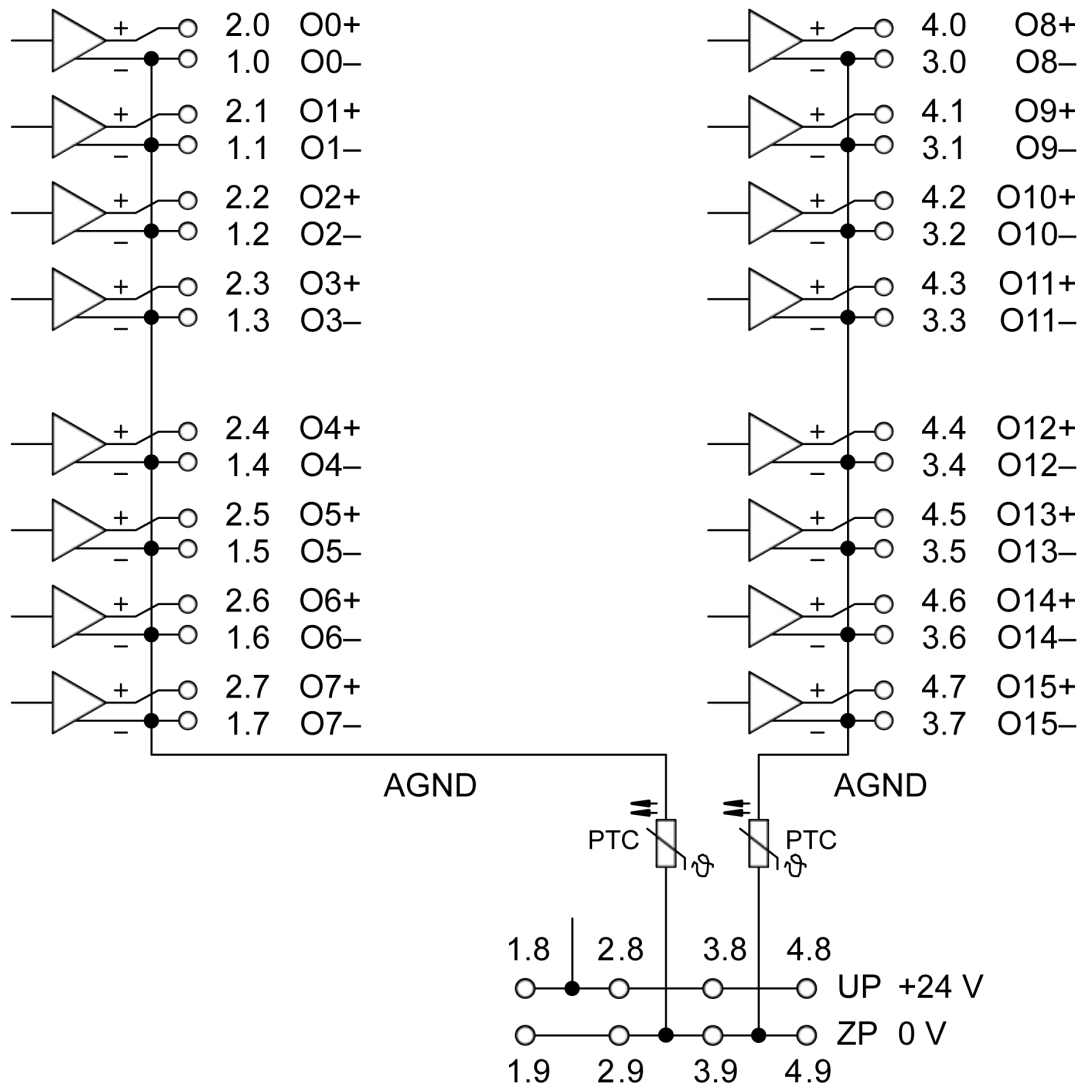 + 2.0 O0+ + 4.0 O8+
– 1.0 O0– – 3.0 O8–
+ 2.1 O1+ + 4.1 O9+
– 1.1 O1– – 3.1 O9–
+ 2.2 O2+ + 4.2 O10+
– 1.2 O2– – 3.2 O10–
+ 2.3 O3+ + 4.3 O11+
– 1.3 O3– – 3.3 O11–
+ 2.4 O4+ + 4.4 O12+
– 1.4 O4– – 3.4 O12–
+ 2.5 O5+ + 4.5 O13+
– 1.5 O5– – 3.5 O13–
+ 2.6 O6+ + 4.6 O14+
– 1.6 O6– – 3.6 O14–
+ 2.7 O7+ + 4.7 O15+
– 1.7 O7– – 3.7 O15–
AGND AGND
PTC ϑ ϑ PTC
1.8 2.8 3.8 4.8
UP +24 V
ZP 0 V
1.9 2.9 3.9 4.9